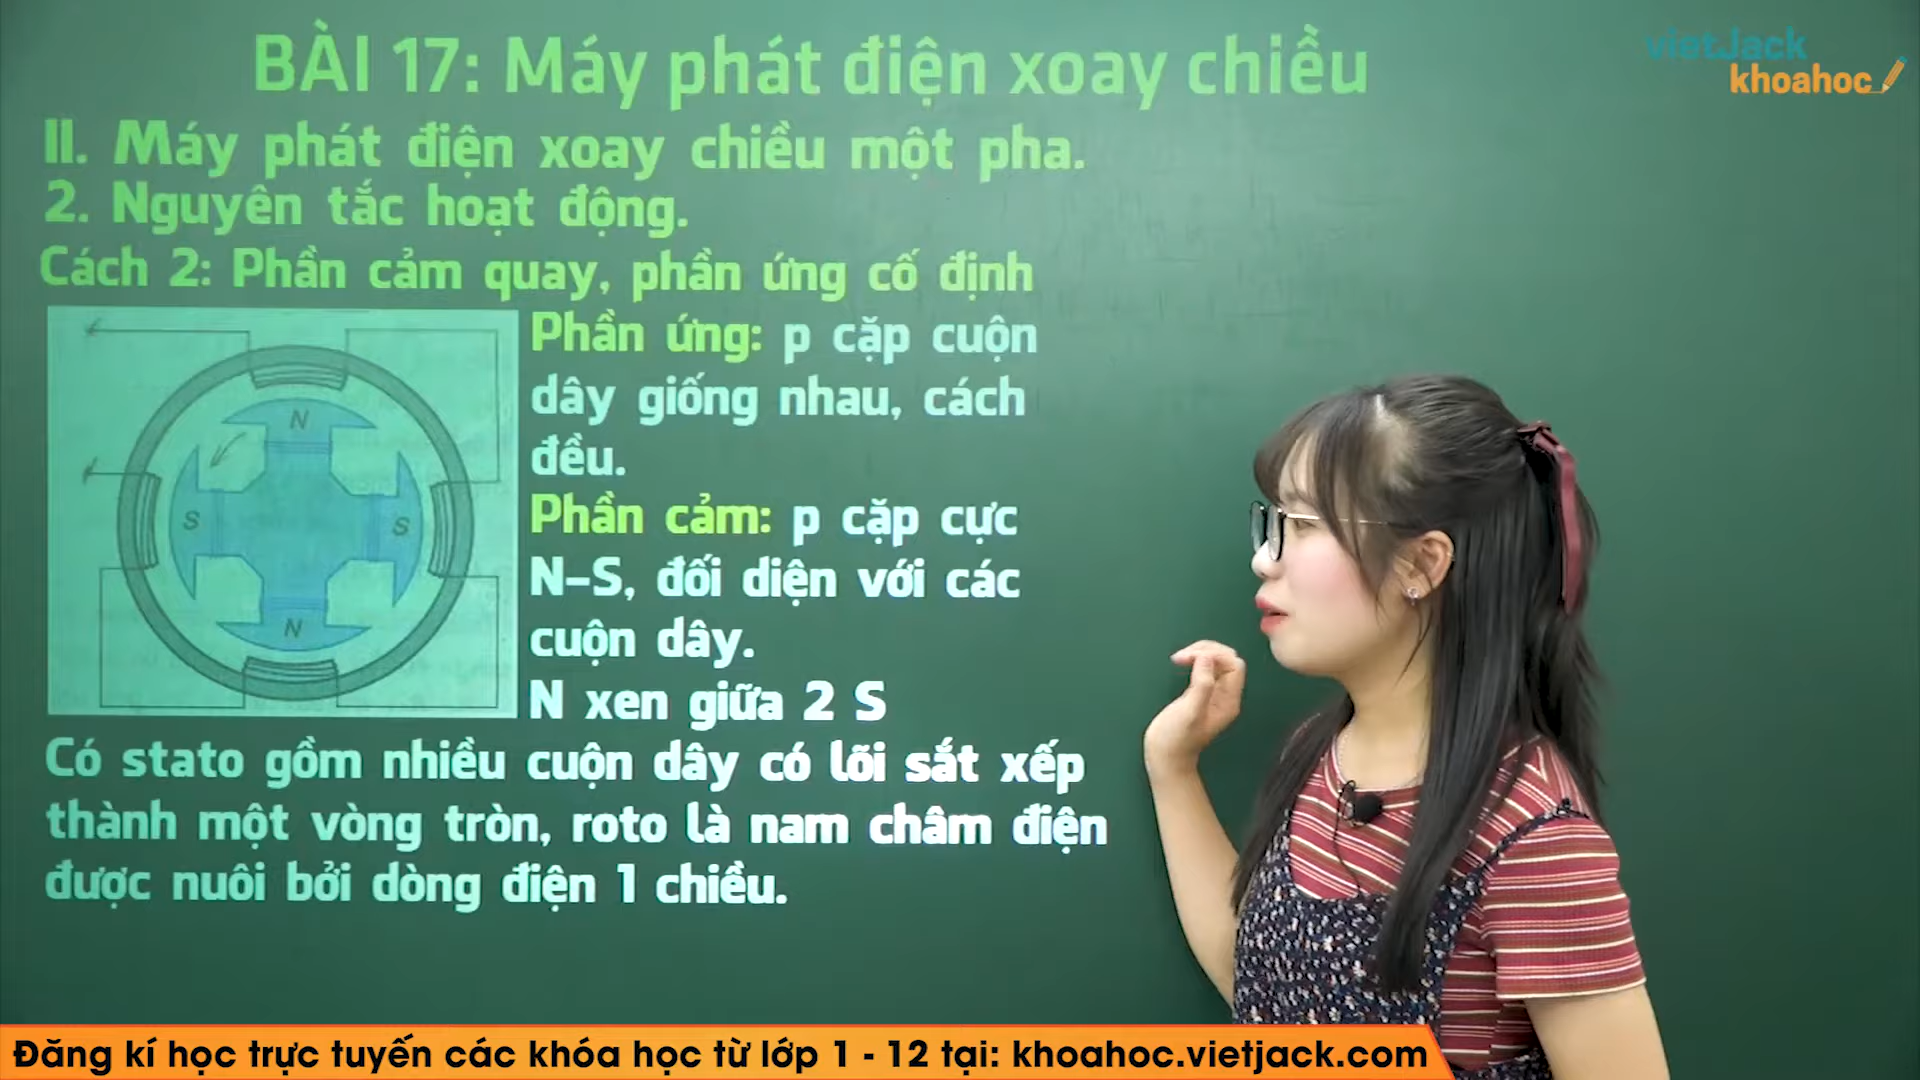 BÀI 17: Máy phát điện xoay chiều
vietJack
khoahoc
II. Máy phát điện xoay chiều một pha.
2. Nguyên tắc hoạt động.
Cách 2: Phần cảm quay, phần ứng cố định
Phần ứng: p cặp cuộn
dây giống nhau, cách
đều.
Phần cảm: p cặp cực
N-S, đối diện với các
cuộn dây.
N xen giữa 2 S
N
S
S
N
Có stato gồm nhiều cuộn dây có lõi sắt xếp
thành một vòng tròn, roto là nam châm điện
được nuôi bởi dòng điện 1 chiều.
Đăng kí học trực tuyến các khóa học từ lớp 1 - 12 tại: khoahoc.vietjack.com